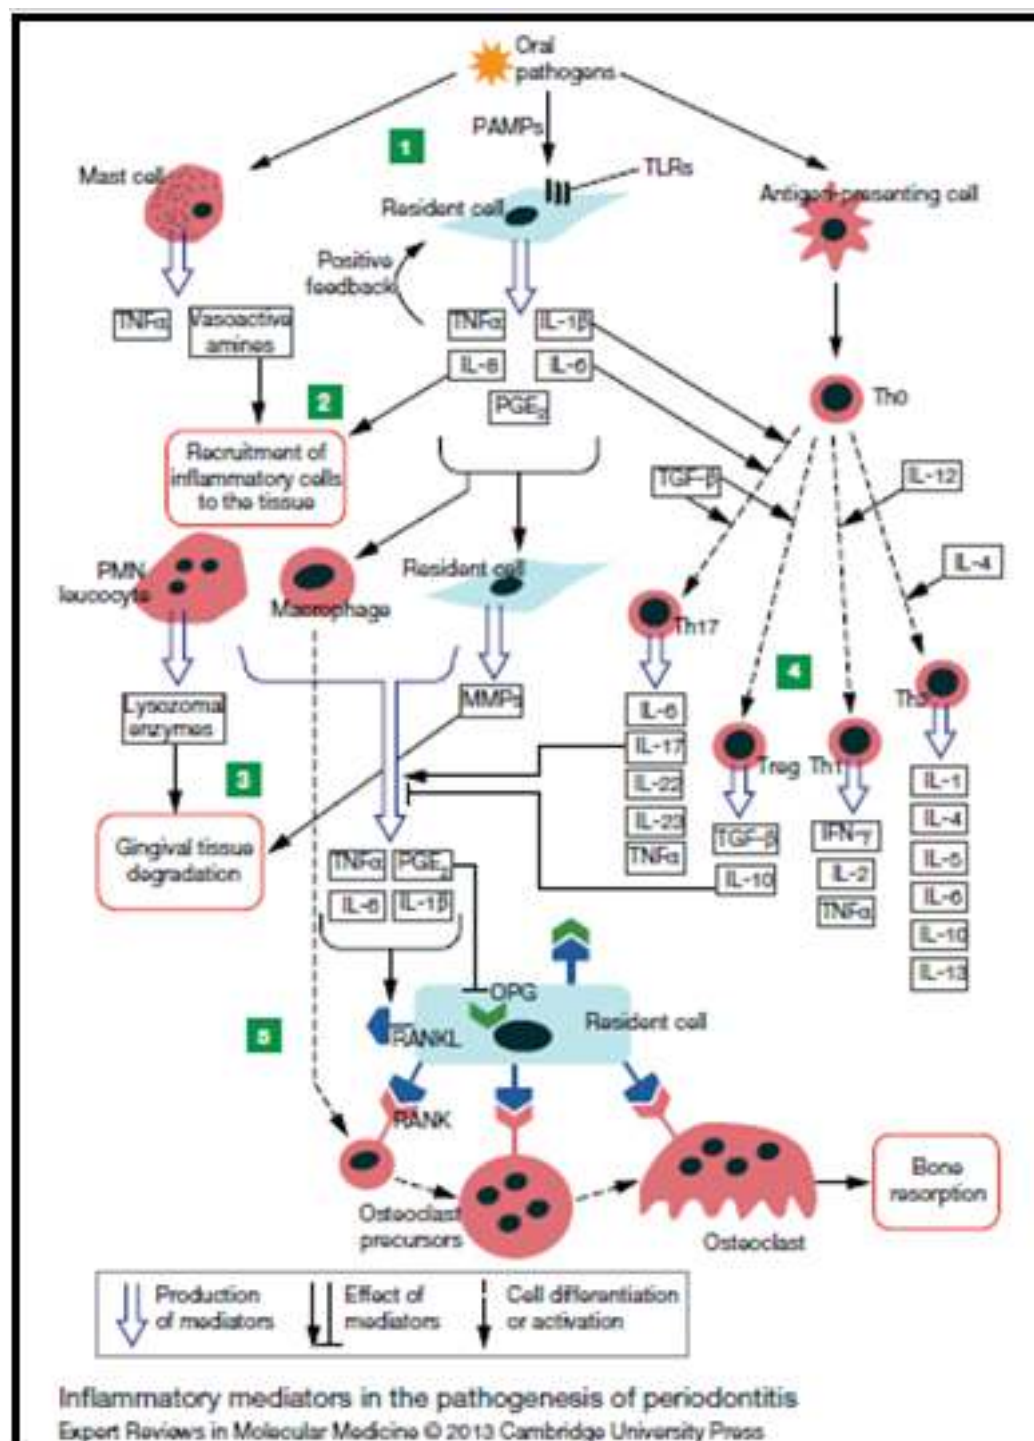 Oral
pathogens
PAMPs
1
TLRs
Mast cell
Resident cell
Antigen-presenting cell
Positive
feedback
TNFα
Vasoactive
amines
TNFα
IL-1β
IL-8
IL-6
PGE₂
Th0
2
Recruitment of
inflammatory cells
to the tissue
TGF-β
IL-12
IL-4
PMN
leucocyte
Macrophage
Resident cell
Th17
4
Th2
Lysozoma
enzymes
MMPs
Treg
Th1
3
Gingival tissue
degradation
IL-6
IL-17
IL-22
IL-23
TNFα
TGF-β
IL-10
IFN-γ
IL-2
TNFα
IL-1
IL-4
IL-5
IL-6
IL-10
IL-13
TNFα
PGE₂
IL-6
IL-1β
OPG
Resident cell
RANKL
5
RANK
Osteoclast
precursors
Osteoclast
Bone
resorption
Production
of mediators
Effect of
mediators
Cell differentiation
or activation
Inflammatory mediators in the pathogenesis of periodontitis
Expert Reviews in Molecular Medicine © 2013 Cambridge University Press